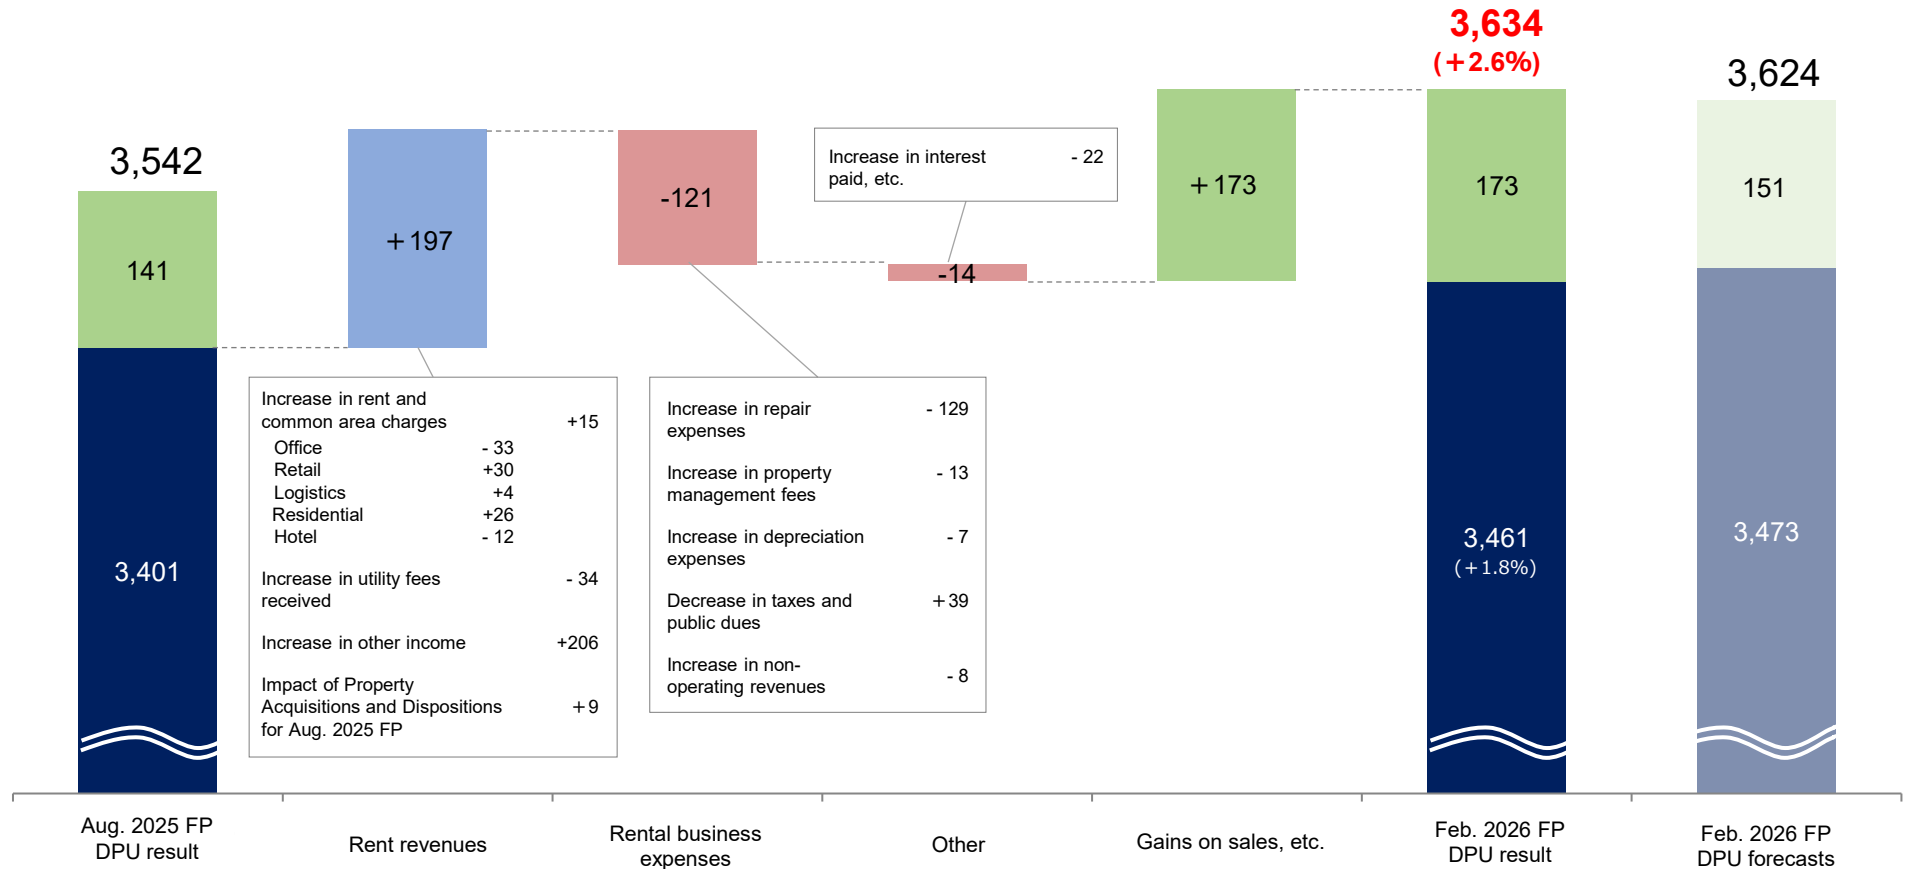 3,542
141
3,401
＋197
Increase in rent and
common area charges +15
Office - 33
Retail +30
Logistics +4
Residential +26
Hotel - 12
Increase in utility fees - 34
received
Increase in other income +206
Impact of Property
Acquisitions and Dispositions ＋9
for Aug. 2025 FP
-121
Increase in repair - 129
expenses
Increase in property - 13
management fees
Increase in depreciation - 7
expenses
Decrease in taxes and ＋39
public dues
Increase in non-
operating revenues - 8
Increase in interest - 22
paid, etc.
-14
＋173
3,634
(＋2.6%)
173
3,461
(＋1.8%)
3,624
151
3,473
Aug. 2025 FP
DPU result
Rent revenues
Rental business
expenses
Other
Gains on sales, etc.
Feb. 2026 FP
DPU result
Feb. 2026 FP
DPU forecasts